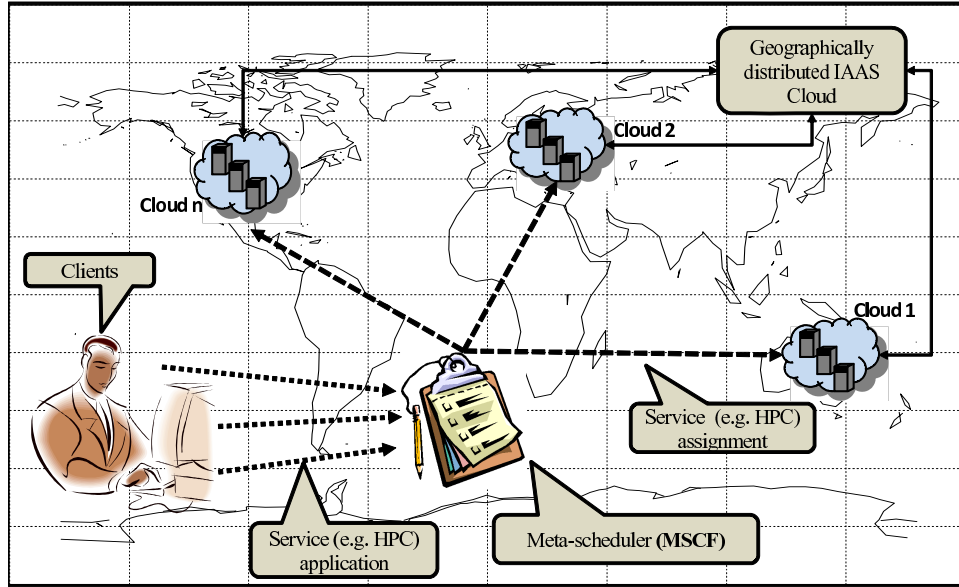 Geographically
distributed IAAS
Cloud
Cloud 2
Cloud n
Clients
Cloud 1
Service (e.g. HPC)
assignment
Service (e.g. HPC)
application
Meta-scheduler (MSCF)